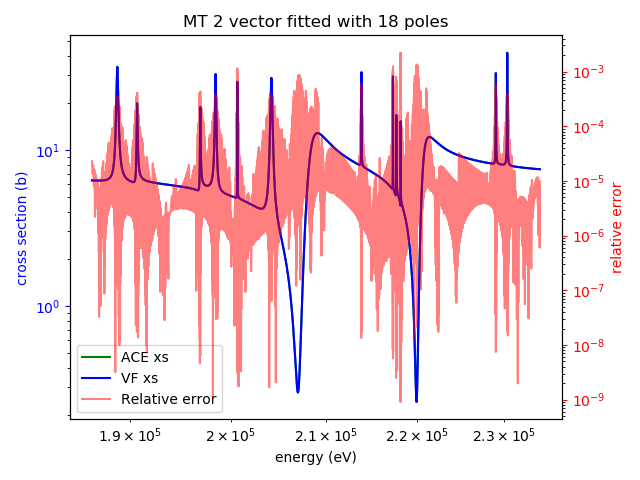 MT 2 vector fitted with 18 poles
cross section (b)
10¹
10⁰
10⁻³
10⁻⁴
10⁻⁵
10⁻⁶
10⁻⁷
10⁻⁸
10⁻⁹
relative error
ACE xs
VF xs
Relative error
1.9 × 10⁵ 2 × 10⁵ 2.1 × 10⁵ 2.2 × 10⁵ 2.3 × 10⁵
energy (eV)